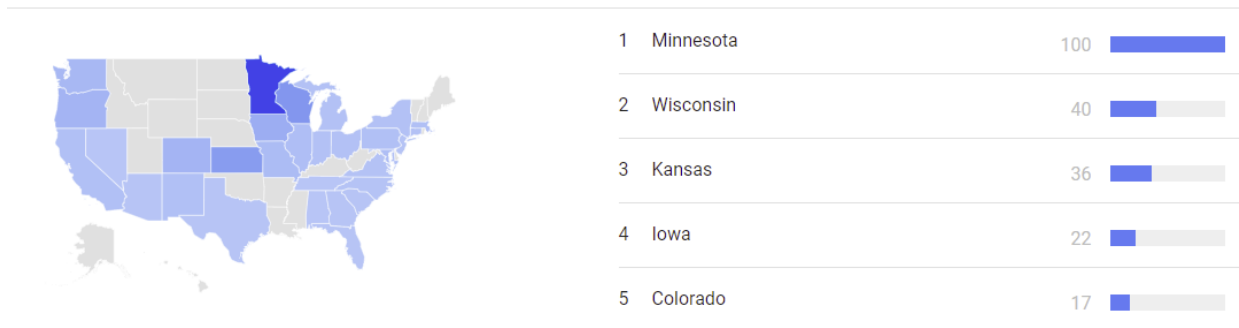 1 Minnesota 100
2 Wisconsin 40
3 Kansas 36
4 Iowa 22
5 Colorado 17